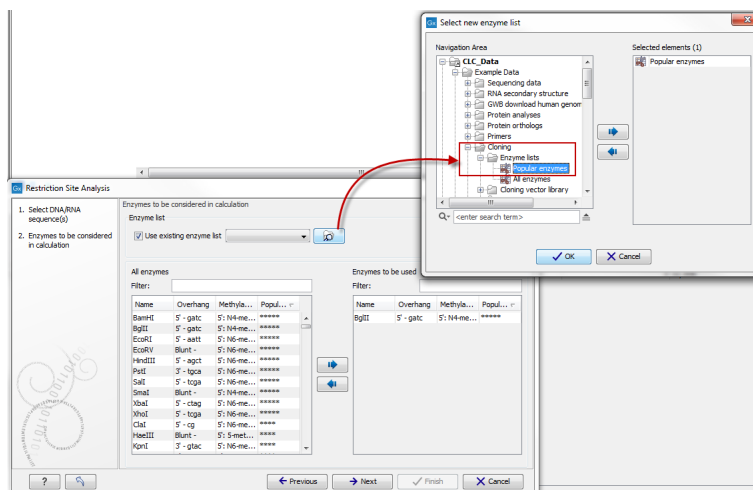 Select new enzyme list
Navigation Area
CLC_Data
Example Data
Sequencing data
RNA secondary structure
GWB download human genom
Protein analyses
Protein orthologs
Primers
Cloning
Enzyme lists
Popular enzymes
All enzymes
Cloning vector library
<enter search term>
Selected elements (1)
Popular enzymes
OK Cancel
Restriction Site Analysis
1. Select DNA/RNA
sequence(s)
2. Enzymes to be considered
in calculation
Enzymes to be considered in calculation
Enzyme list
Use existing enzyme list
All enzymes
Filter:
Name Overhang Methyla... Popul...
BamHI 5' - gatc 5': N4-me... *****
BglII 5' - gatc 5': N4-me... *****
EcoRI 5' - aatt 5': N6-me... *****
EcoRV Blunt - 5': N6-me... *****
HindIII 5' - agct 5': N6-me... *****
PstI 3' - tgca 5': N6-me... *****
SalI 5' - tcga 5': N6-me... *****
SmaI Blunt - 5': N4-me... *****
XbaI 5' - ctag 5': N6-me... *****
XhoI 5' - tcga 5': N6-me... *****
ClaI 5' - cg 5': N6-me... ****
HaeIII Blunt - 5': 5-met... ****
KpnI 3' - gtac 5': N6-me... ****
Enzymes to be used
Filter:
Name Overhang Methyla... Popul...
BglII 5' - gatc 5': N4-me... *****
? Previous Next Finish Cancel